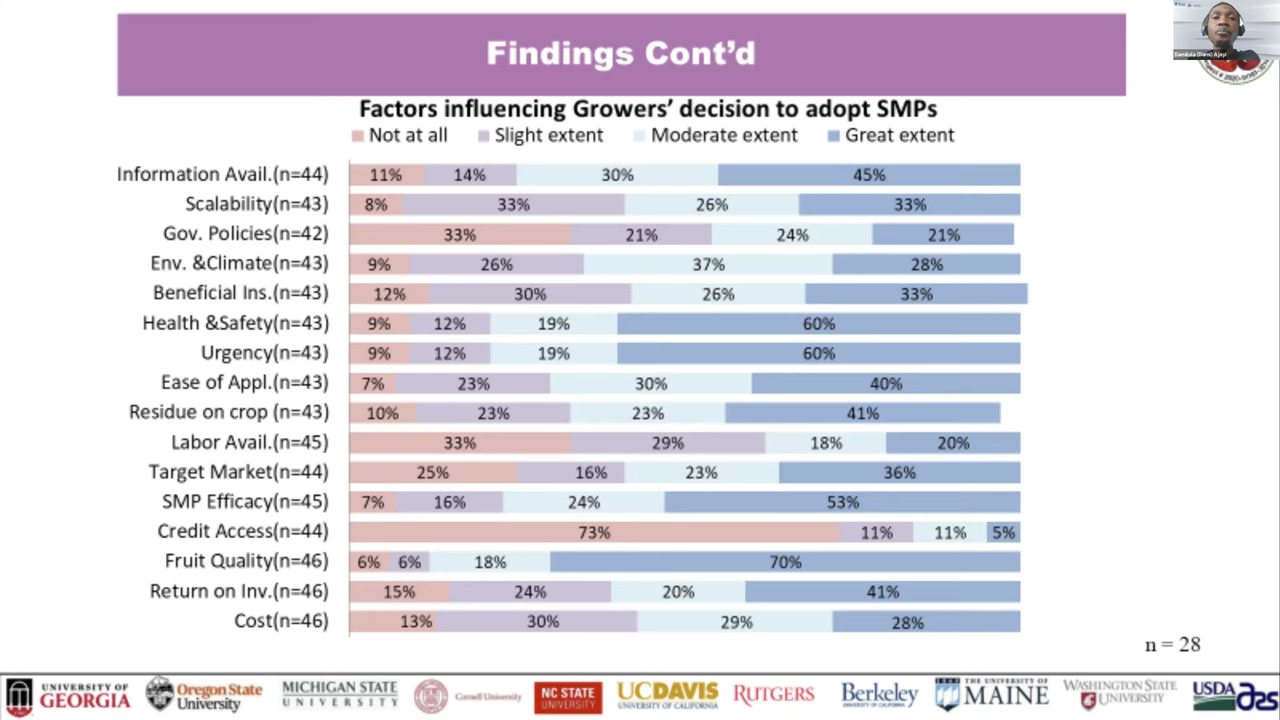 Findings Cont’d
Damilola (Dami) Ajayi
Factors influencing Growers’ decision to adopt SMPs
Not at all Slight extent Moderate extent Great extent
Information Avail.(n=44) 11% 14% 30% 45%
Scalability(n=43) 8% 33% 26% 33%
Gov. Policies(n=42) 33% 21% 24% 21%
Env. &Climate(n=43) 9% 26% 37% 28%
Beneficial Ins.(n=43) 12% 30% 26% 33%
Health &Safety(n=43) 9% 12% 19% 60%
Urgency(n=43) 9% 12% 19% 60%
Ease of Appl.(n=43) 7% 23% 30% 40%
Residue on crop (n=43) 10% 23% 23% 41%
Labor Avail.(n=45) 33% 29% 18% 20%
Target Market(n=44) 25% 16% 23% 36%
SMP Efficacy(n=45) 7% 16% 24% 53%
Credit Access(n=44) 73% 11% 11% 5%
Fruit Quality(n=46) 6% 6% 18% 70%
Return on Inv.(n=46) 15% 24% 20% 41%
Cost(n=46) 13% 30% 29% 28%
n = 28
UNIVERSITY OF
GEORGIA
Oregon State
University
MICHIGAN STATE
UNIVERSITY
Cornell University
NC STATE
UNIVERSITY
UCDAVIS
UNIVERSITY OF CALIFORNIA
RUTGERS
Berkeley
UNIVERSITY OF CALIFORNIA
THE UNIVERSITY OF
MAINE
WASHINGTON STATE
UNIVERSITY
USDA
ars